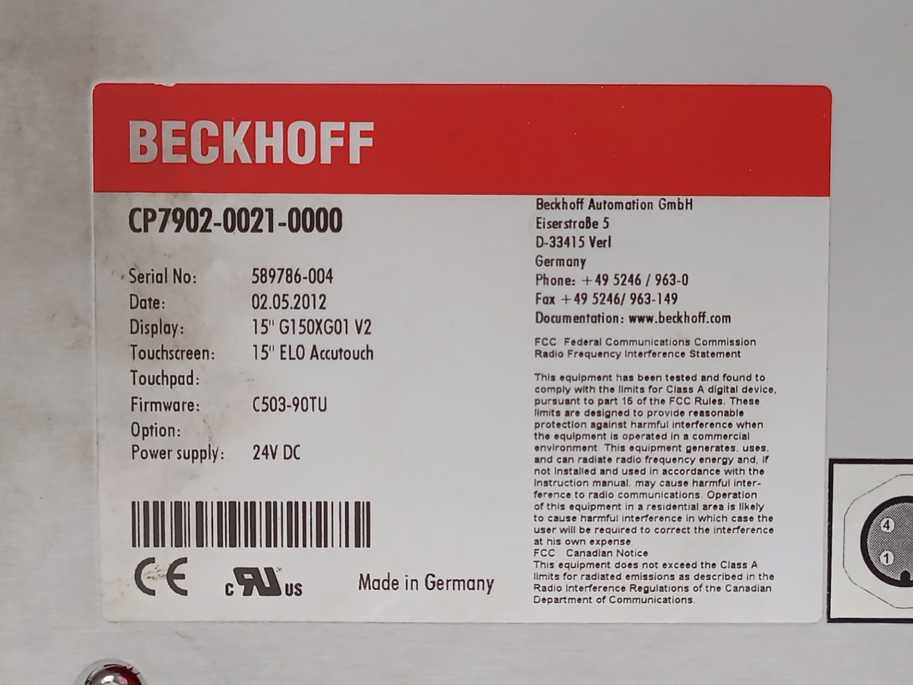 BECKHOFF
CP7902-0021-0000
Serial No: 589786-004
Date: 02.05.2012
Display: 15" G150XG01 V2
Touchscreen: 15" ELO Accutouch
Touchpad:
Firmware: C503-90TU
Option:
Power supply: 24V DC
CE
c RU US
Made in Germany
Beckhoff Automation GmbH
Eiserstraße 5
D-33415 Verl
Germany
Phone: +49 5246 / 963-0
Fax +49 5246/ 963-149
Documentation: www.beckhoff.com
FCC Federal Communications Commission
Radio Frequency Interference Statement
This equipment has been tested and found to
comply with the limits for Class A digital device,
pursuant to part 15 of the FCC Rules. These
limits are designed to provide reasonable
protection against harmful interference when
the equipment is operated in a commercial
environment. This equipment generates, uses,
and can radiate radio frequency energy and, if
not installed and used in accordance with the
instruction manual, may cause harmful inter-
ference to radio communications. Operation
of this equipment in a residential area is likely
to cause harmful interference in which case the
user will be required to correct the interference
at his own expense
FCC Canadian Notice
This equipment does not exceed the Class A
limits for radiated emissions as described in the
Radio Interference Regulations of the Canadian
Department of Communications.
4
1